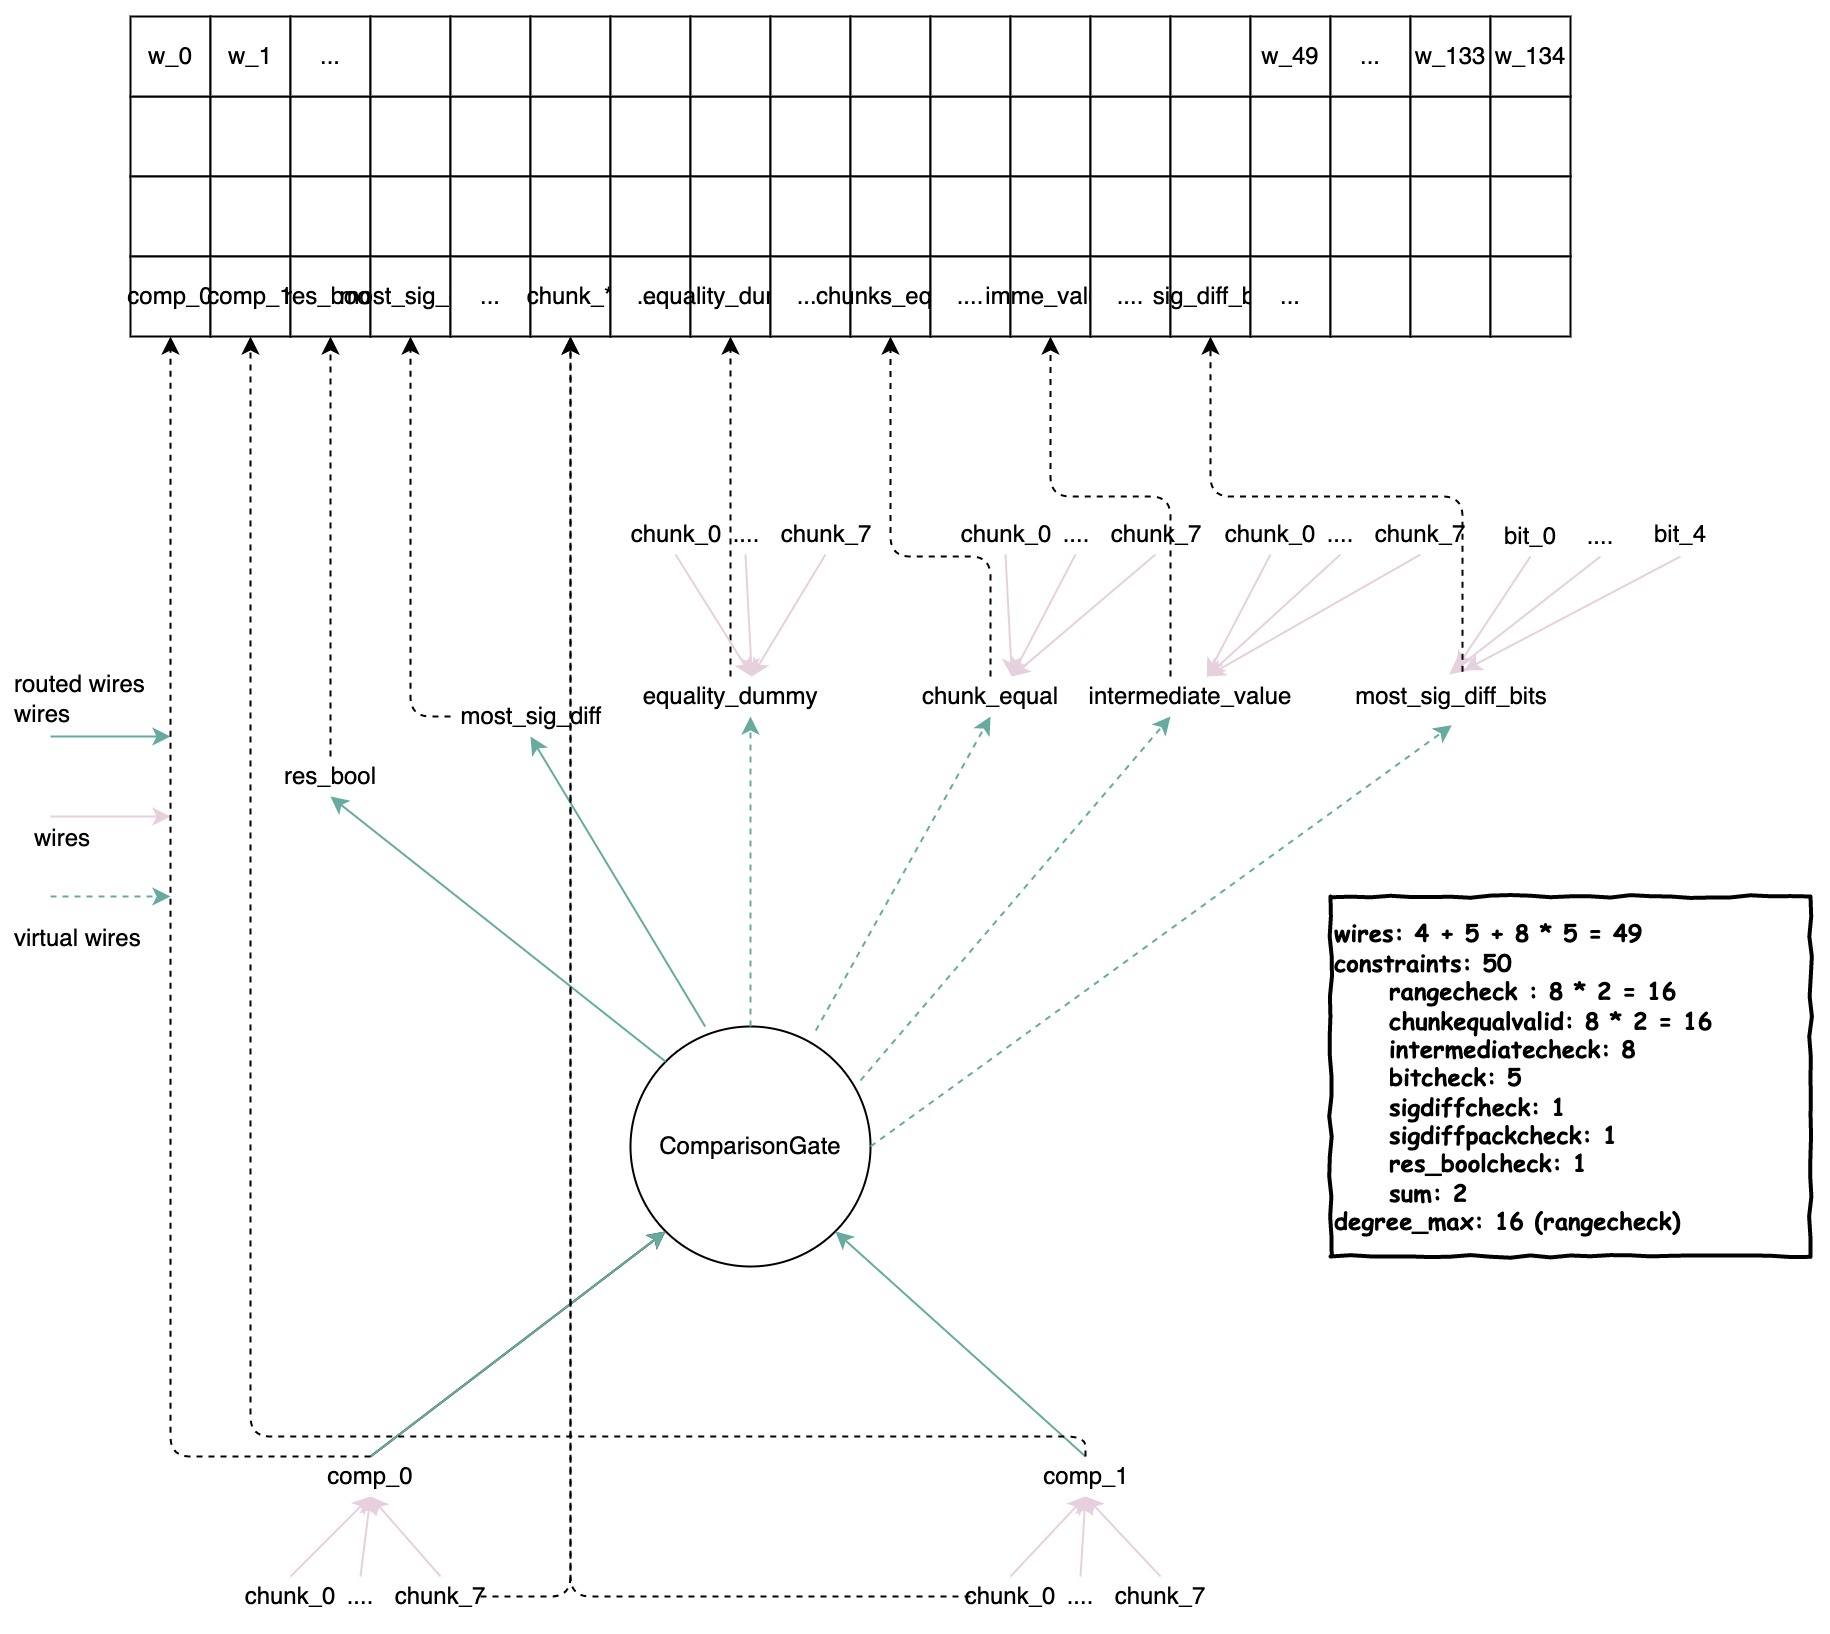 w_0 w_1 ... w_49 ... w_133 w_134
comp_0 comp_1 res_boo most_sig_ ... chunk_* .. equality_dur ... chunks_eq .... imme_val .... sig_diff_b ...
chunk_0 .... chunk_7 chunk_0 .... chunk_7 chunk_0 .... chunk_7 bit_0 .... bit_4
routed wires
wires
equality_dummy chunk_equal intermediate_value most_sig_diff_bits
most_sig_diff
res_bool
wires
virtual wires
wires: 4 + 5 + 8 * 5 = 49
constraints: 50
rangecheck : 8 * 2 = 16
chunkequalvalid: 8 * 2 = 16
intermediatecheck: 8
bitcheck: 5
sigdiffcheck: 1
sigdiffpackcheck: 1
res_boolcheck: 1
sum: 2
degree_max: 16 (rangecheck)
ComparisonGate
comp_0 comp_1
chunk_0 .... chunk_7 chunk_0 .... chunk_7